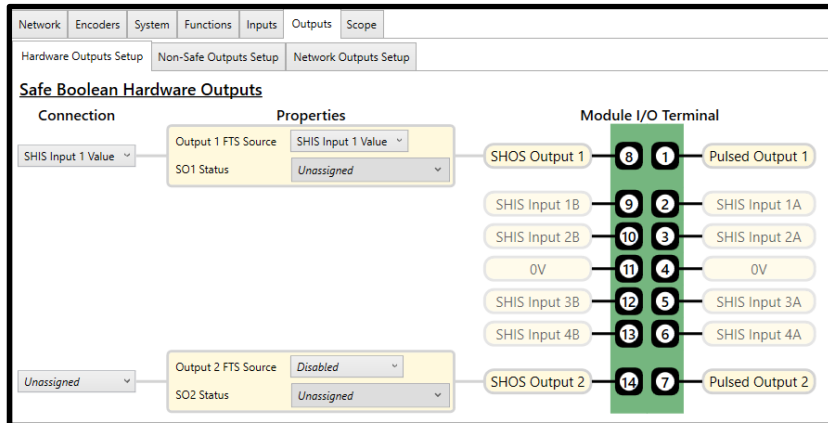 Network Encoders System Functions Inputs Outputs Scope
Hardware Outputs Setup Non-Safe Outputs Setup Network Outputs Setup
Safe Boolean Hardware Outputs
Connection Properties Module I/O Terminal
Output 1 FTS Source SHIS Input 1 Value
SHIS Input 1 Value SHOS Output 1 8 1 Pulsed Output 1
SO1 Status Unassigned
SHIS Input 1B 9 2 SHIS Input 1A
SHIS Input 2B 10 3 SHIS Input 2A
0V 11 4 0V
SHIS Input 3B 12 5 SHIS Input 3A
SHIS Input 4B 13 6 SHIS Input 4A
Output 2 FTS Source Disabled
Unassigned SHOS Output 2 14 7 Pulsed Output 2
SO2 Status Unassigned